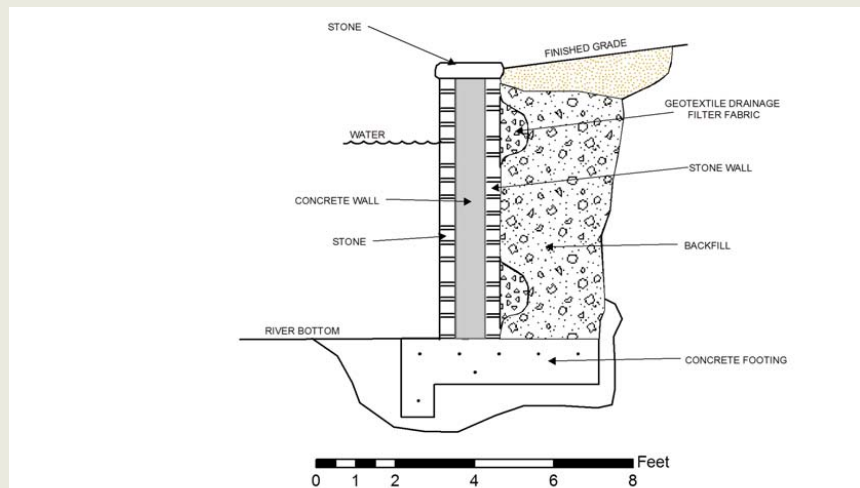 STONE
FINISHED GRADE
GEOTEXTILE DRAINAGE
FILTER FABRIC
WATER
STONE WALL
CONCRETE WALL
STONE
BACKFILL
RIVER BOTTOM
CONCRETE FOOTING
Feet
0 1 2 4 6 8